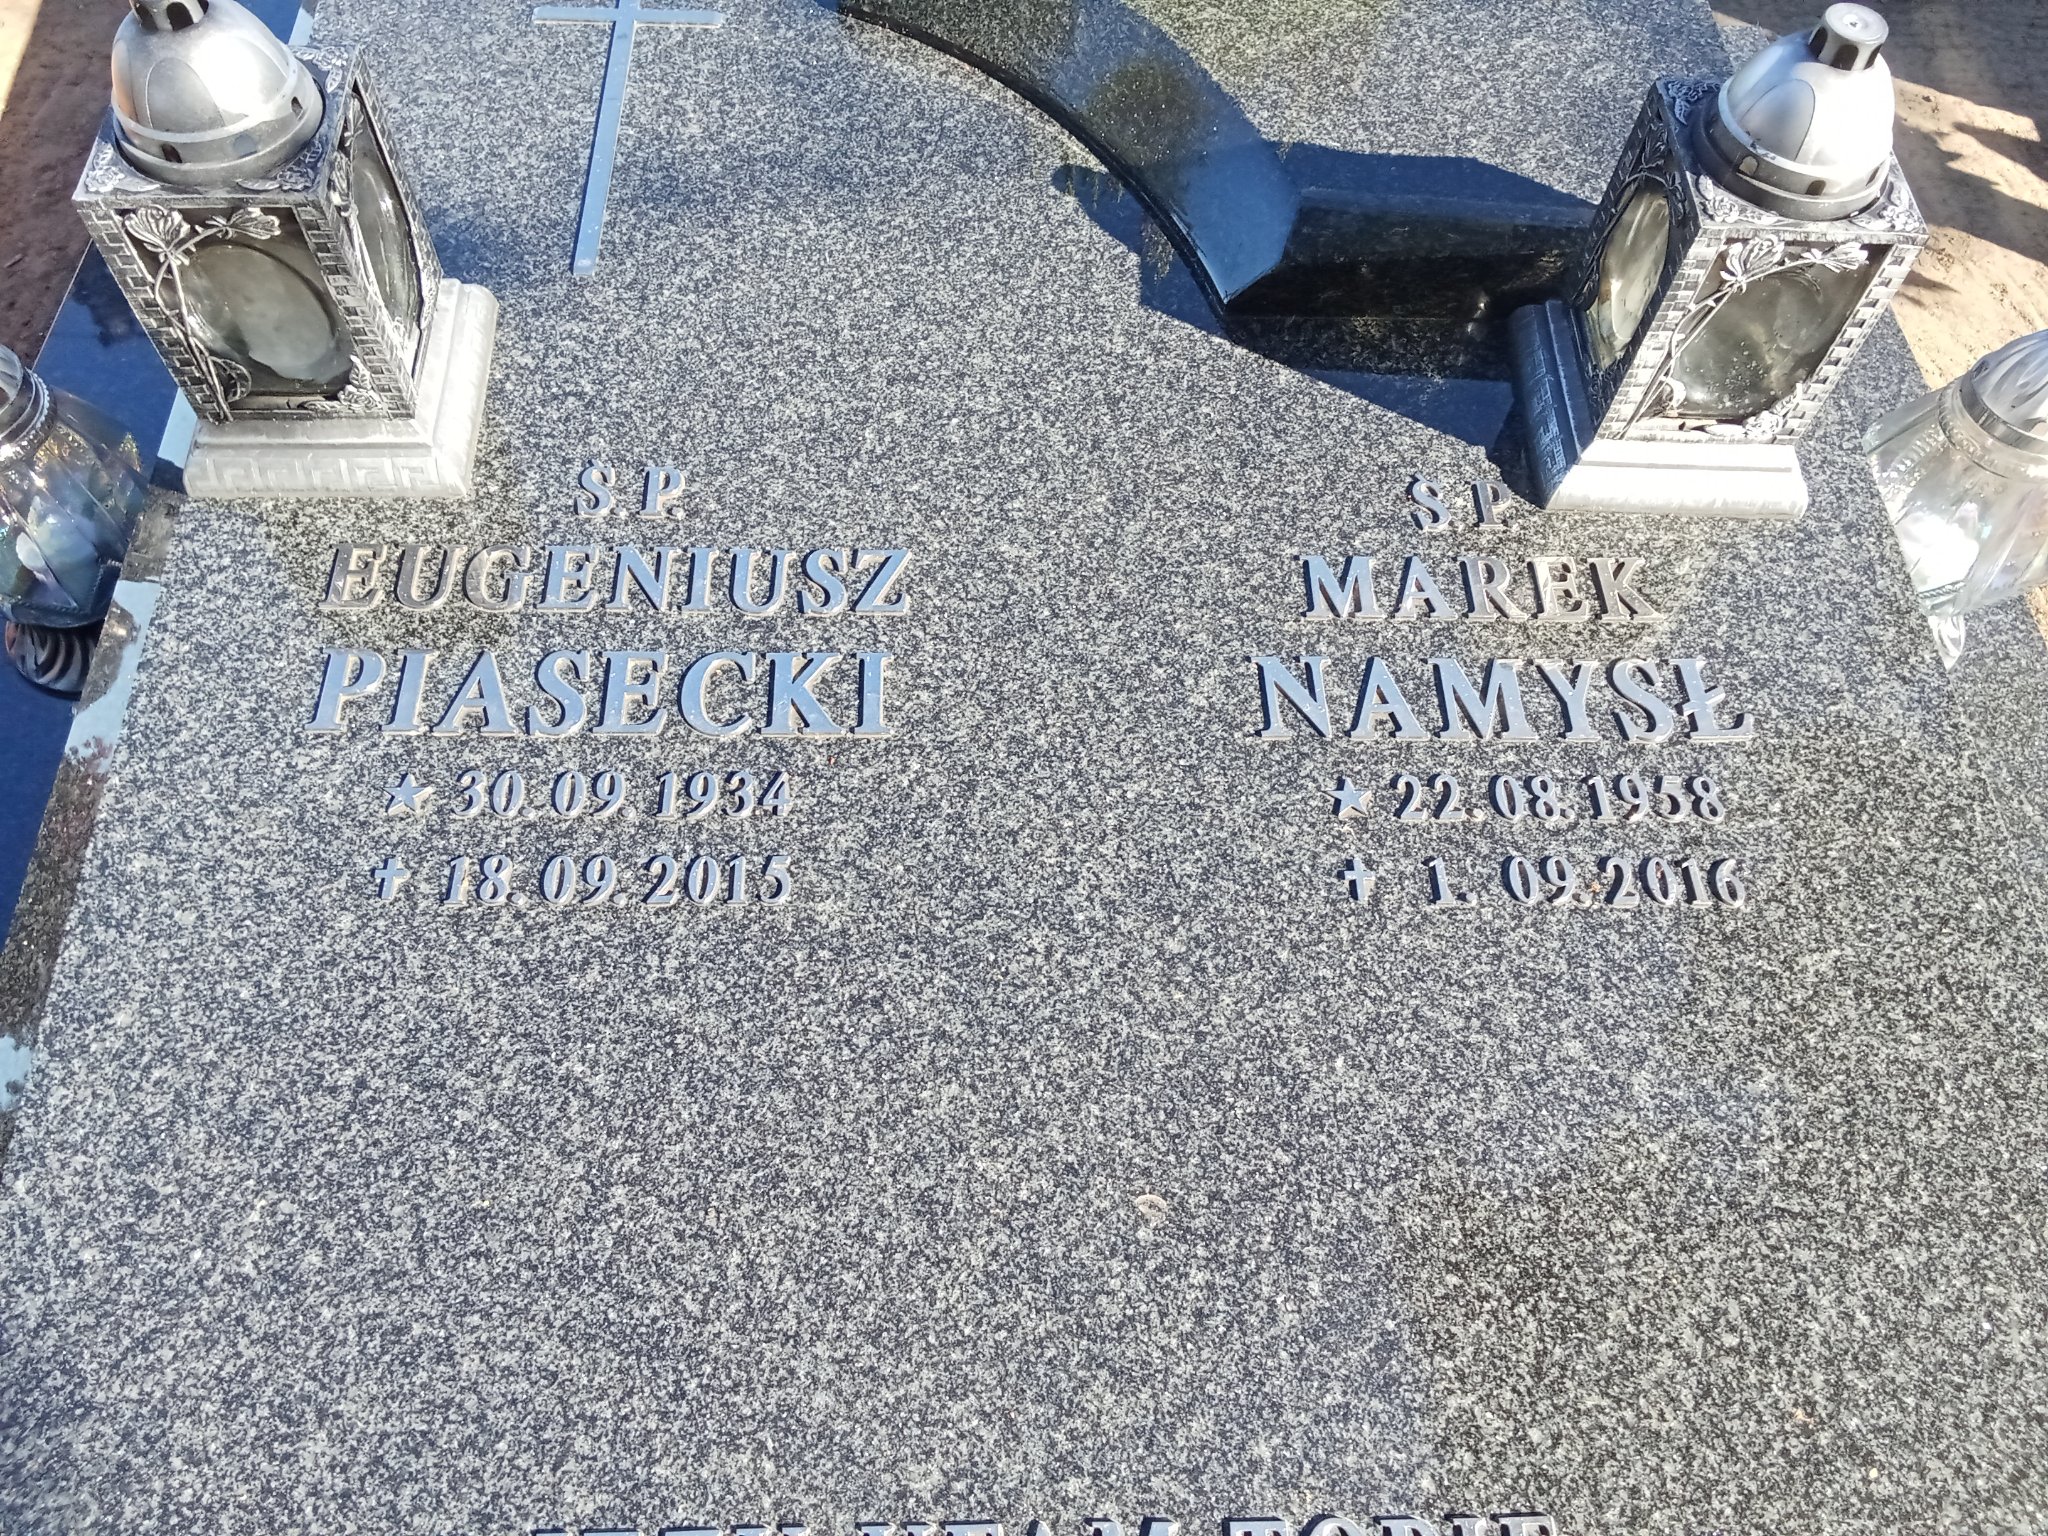 Ś.P.
EUGENIUSZ
PIASECKI
★ 30.09.1934
✝ 18.09.2015
Ś P
MAREK
NAMYSŁ
★ 22.08.1958
✝ 1.09.2016